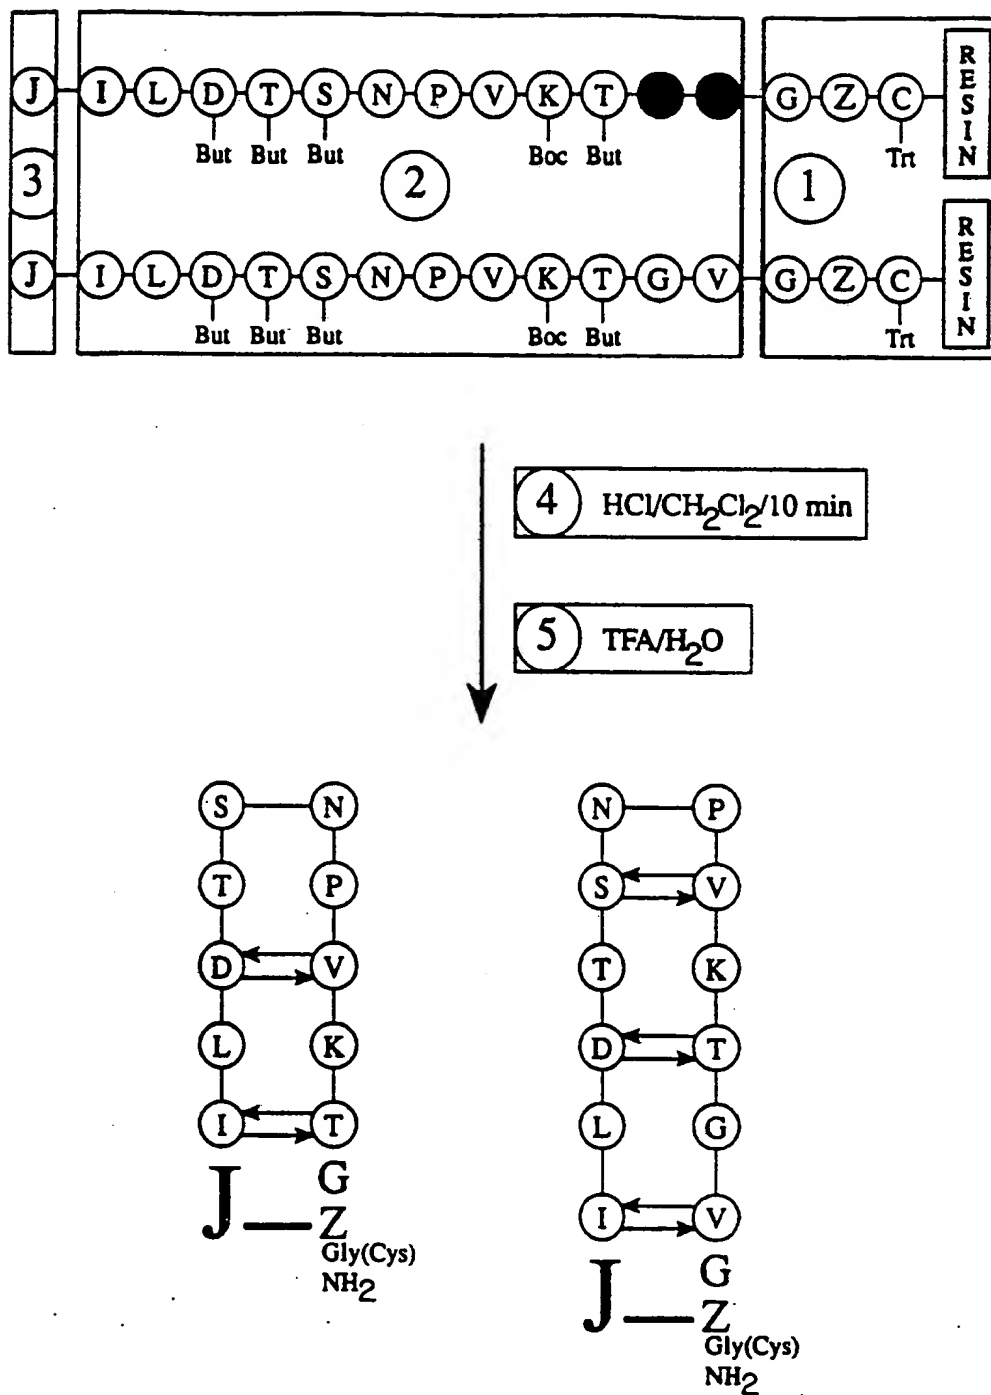 J I L D T S N P V K T G Z C RESIN
But But But Boc But Trt
3 2 1
J I L D T S N P V K T G V G Z C RESIN
But But But Boc But Trt
4 HCl/CH2Cl2/10 min
5 TFA/H2O
S N
T P
D V
L K
I T
J G
Z
Gly(Cys)
NH2
N P
S V
T K
D T
L G
I V
J G
Z
Gly(Cys)
NH2